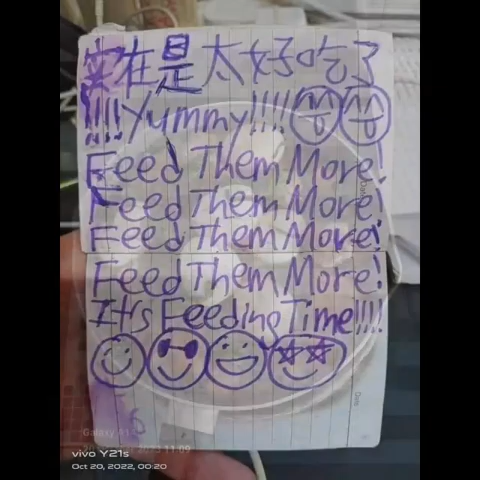 实在是太好吃了
!!!!Yummy!!!!
Feed Them More!
Feed Them More!
Feed Them More!
Feed Them More!
It's Feeding Time!!!!
vivo Y21s
Oct 20, 2022, 00:20